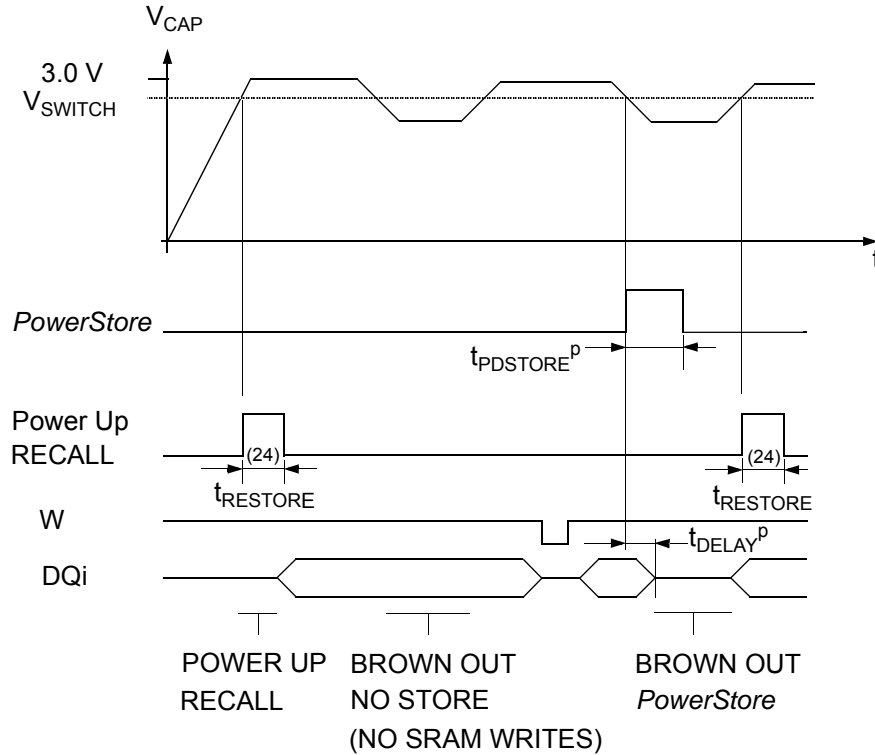 VCAP
3.0 V
VSWITCH
t
PowerStore
tPDSTOREp
Power Up
RECALL
(24)
(24)
tRESTORE
tRESTORE
W
tDELAYp
DQi
POWER UP
RECALL
BROWN OUT
NO STORE
(NO SRAM WRITES)
BROWN OUT
PowerStore